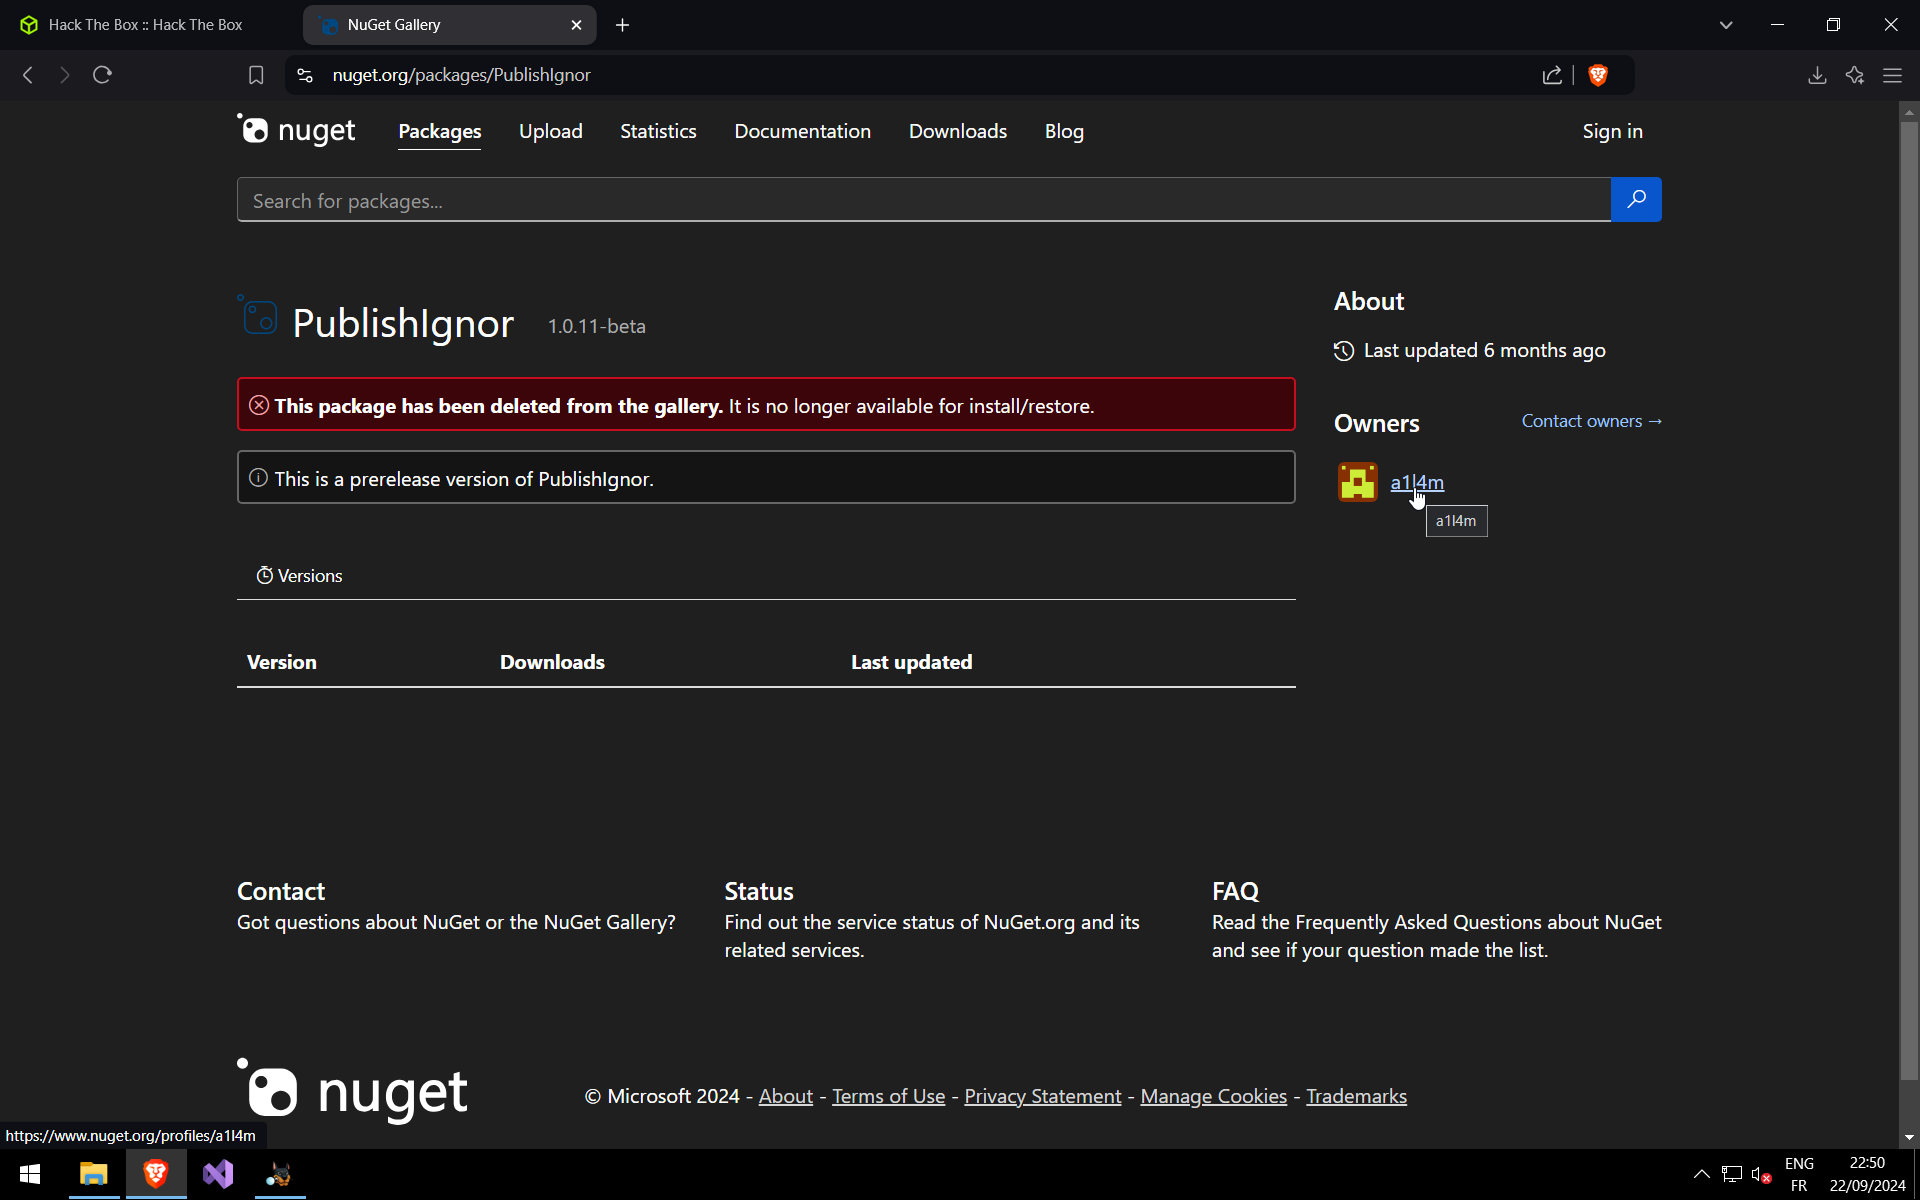 Hack The Box :: Hack The Box
NuGet Gallery
nuget.org/packages/PublishIgnor
nuget
Packages
Upload
Statistics
Documentation
Downloads
Blog
Sign in
Search for packages...
PublishIgnor 1.0.11-beta
This package has been deleted from the gallery. It is no longer available for install/restore.
This is a prerelease version of PublishIgnor.
Versions
Version Downloads Last updated
About
Last updated 6 months ago
Owners
Contact owners →
a1l4m
a1l4m
Contact
Got questions about NuGet or the NuGet Gallery?
Status
Find out the service status of NuGet.org and its
related services.
FAQ
Read the Frequently Asked Questions about NuGet
and see if your question made the list.
nuget
© Microsoft 2024 - About - Terms of Use - Privacy Statement - Manage Cookies - Trademarks
https://www.nuget.org/profiles/a1l4m
ENG
FR
22:50
22/09/2024